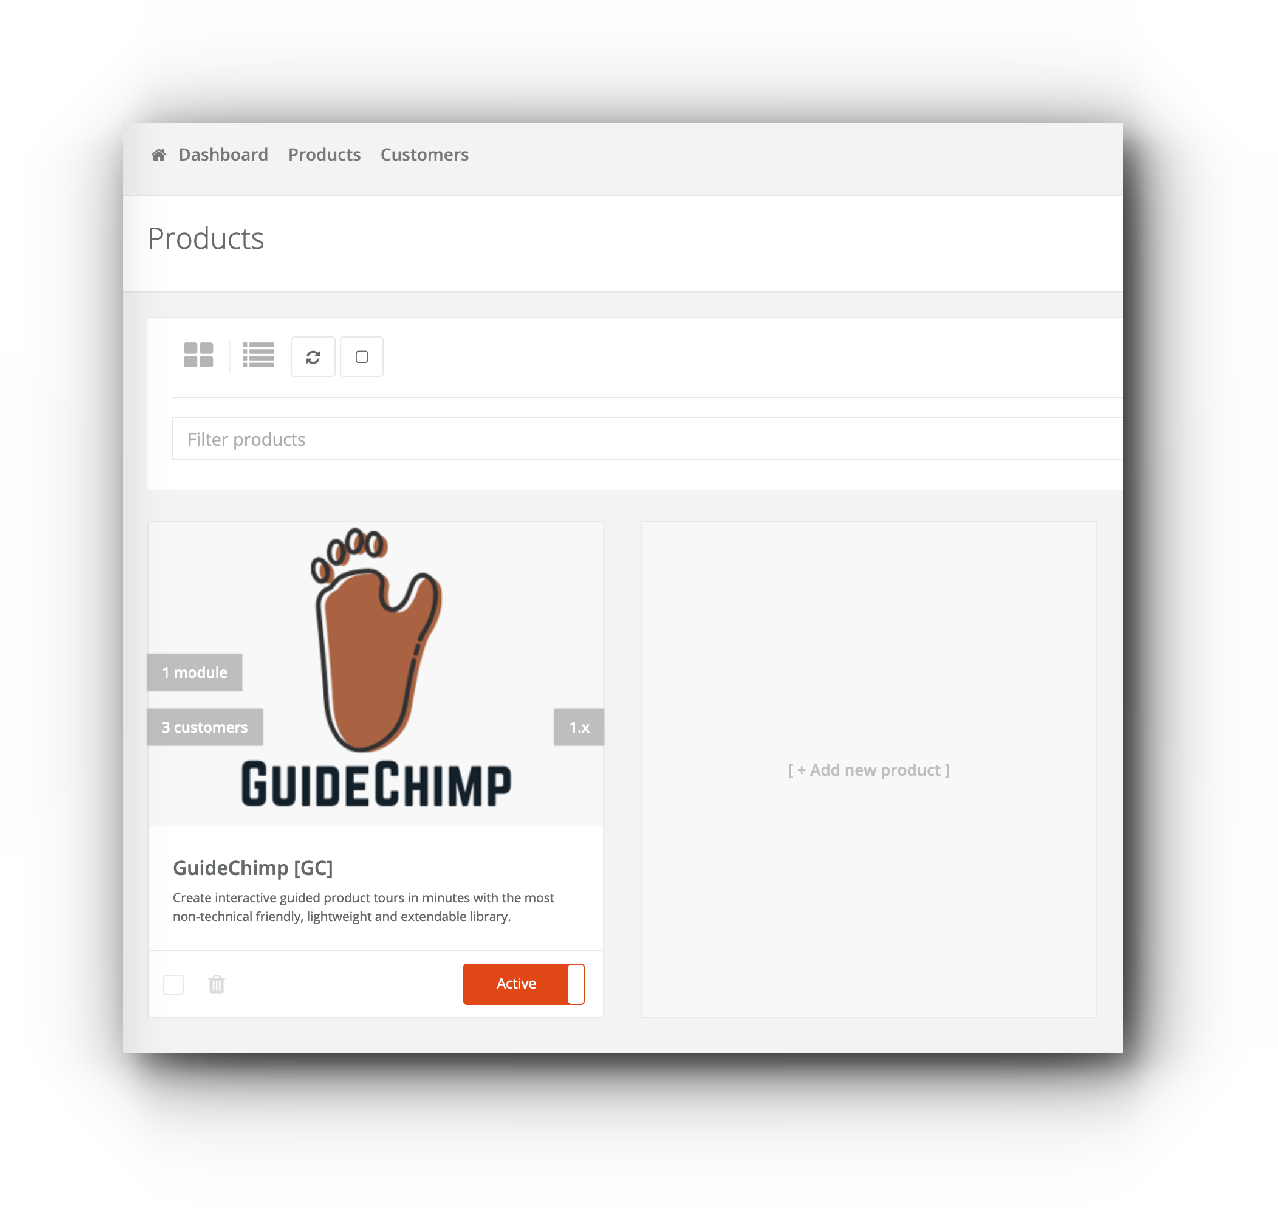 Dashboard Products Customers
Products
Filter products
1 module
3 customers
1.x
GUIDECHIMP
[ + Add new product ]
GuideChimp [GC]
Create interactive guided product tours in minutes with the most
non-technical friendly, lightweight and extendable library.
Active